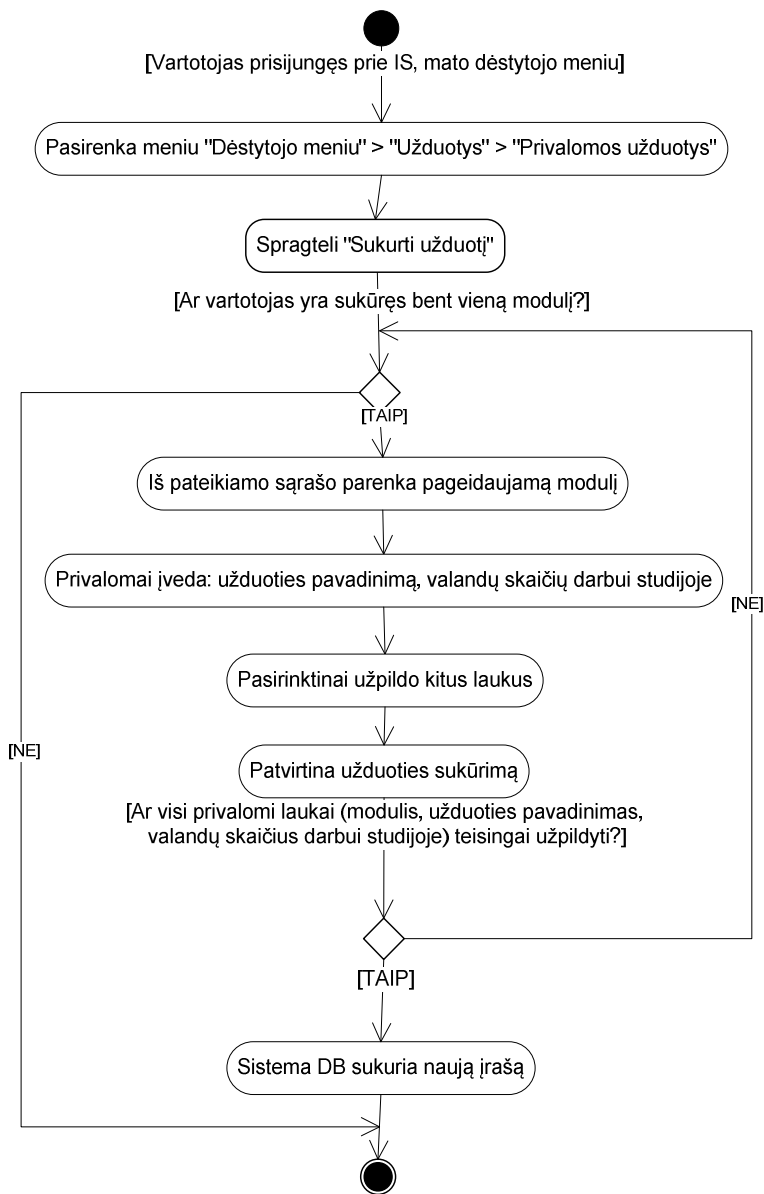 [Vartotojas prisijungęs prie IS, mato dėstytojo meniu]
Pasirenka meniu "Dėstytojo meniu" > "Užduotys" > "Privalomos užduotys"
Spragteli "Sukurti užduotį"
[Ar vartotojas yra sukūręs bent vieną modulį?]
[TAIP]
Iš pateikiamo sąrašo parenka pageidaujamą modulį
Privalomai įveda: užduoties pavadinimą, valandų skaičių darbui studijoje
[NE]
Pasirinktinai užpildo kitus laukus
[NE]
Patvirtina užduoties sukūrimą
[Ar visi privalomi laukai (modulis, užduoties pavadinimas,
valandų skaičius darbui studijoje) teisingai užpildyti?]
[TAIP]
Sistema DB sukuria naują įrašą